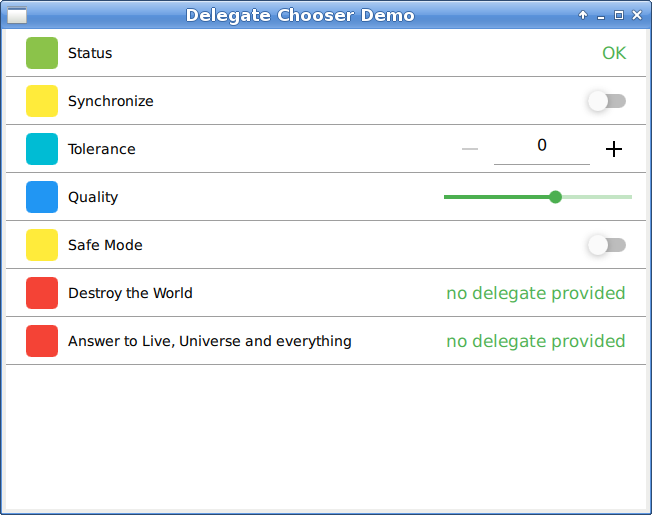 Delegate Chooser Demo
Status OK
Synchronize
Tolerance 0
Quality
Safe Mode
Destroy the World no delegate provided
Answer to Live, Universe and everything no delegate provided